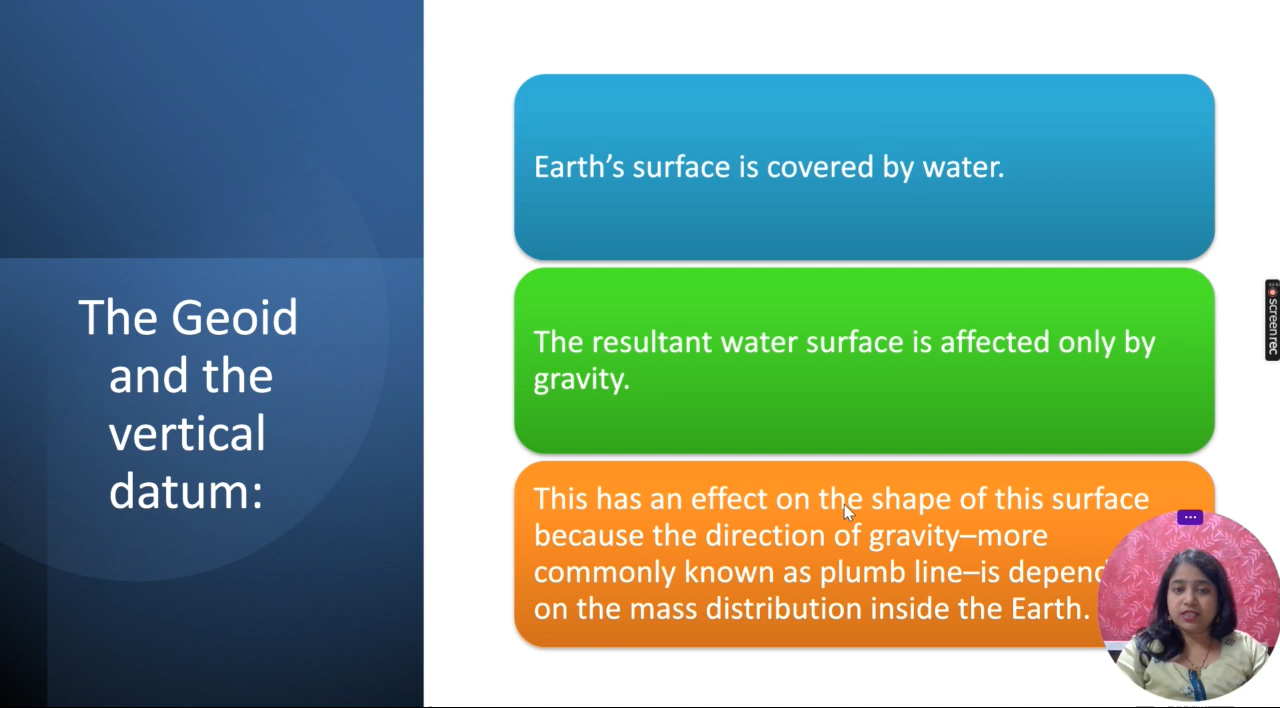 The Geoid
and the
vertical
datum:
Earth’s surface is covered by water.
The resultant water surface is affected only by
gravity.
This has an effect on the shape of this surface
because the direction of gravity–more
commonly known as plumb line–is depend
on the mass distribution inside the Earth.
screenrec